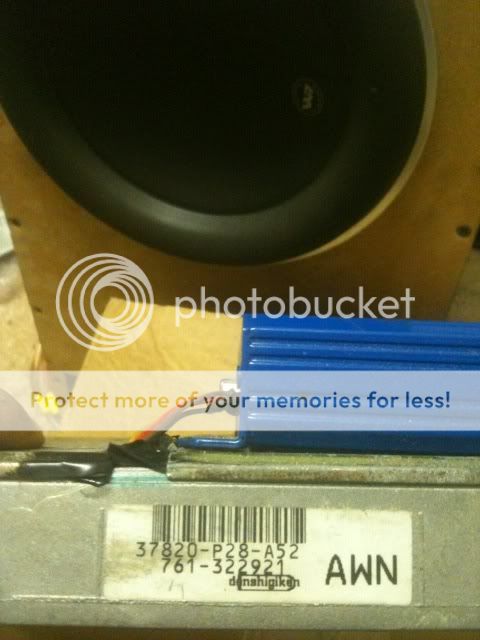 photobucket
Protect more of your memories for less!
37820-P28-A52
761-322921
denshigiken
AWN